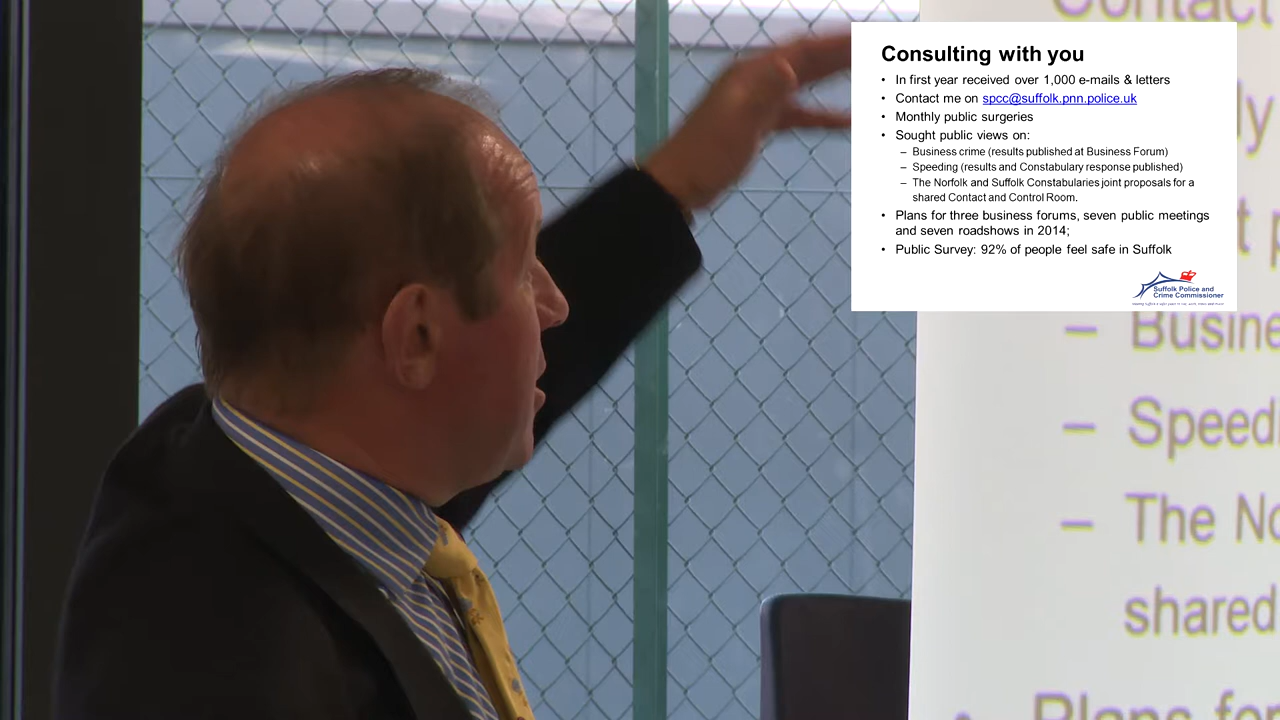 Consulting with you
• In first year received over 1,000 e-mails & letters
• Contact me on spcc@suffolk.pnn.police.uk
• Monthly public surgeries
• Sought public views on:
– Business crime (results published at Business Forum)
– Speeding (results and Constabulary response published)
– The Norfolk and Suffolk Constabularies joint proposals for a
shared Contact and Control Room.
• Plans for three business forums, seven public meetings
and seven roadshows in 2014;
• Public Survey: 92% of people feel safe in Suffolk
Suffolk Police and
Crime Commissioner
Contact
ly
t p
– Busine
– Speedi
– The No
shared
• Plans for